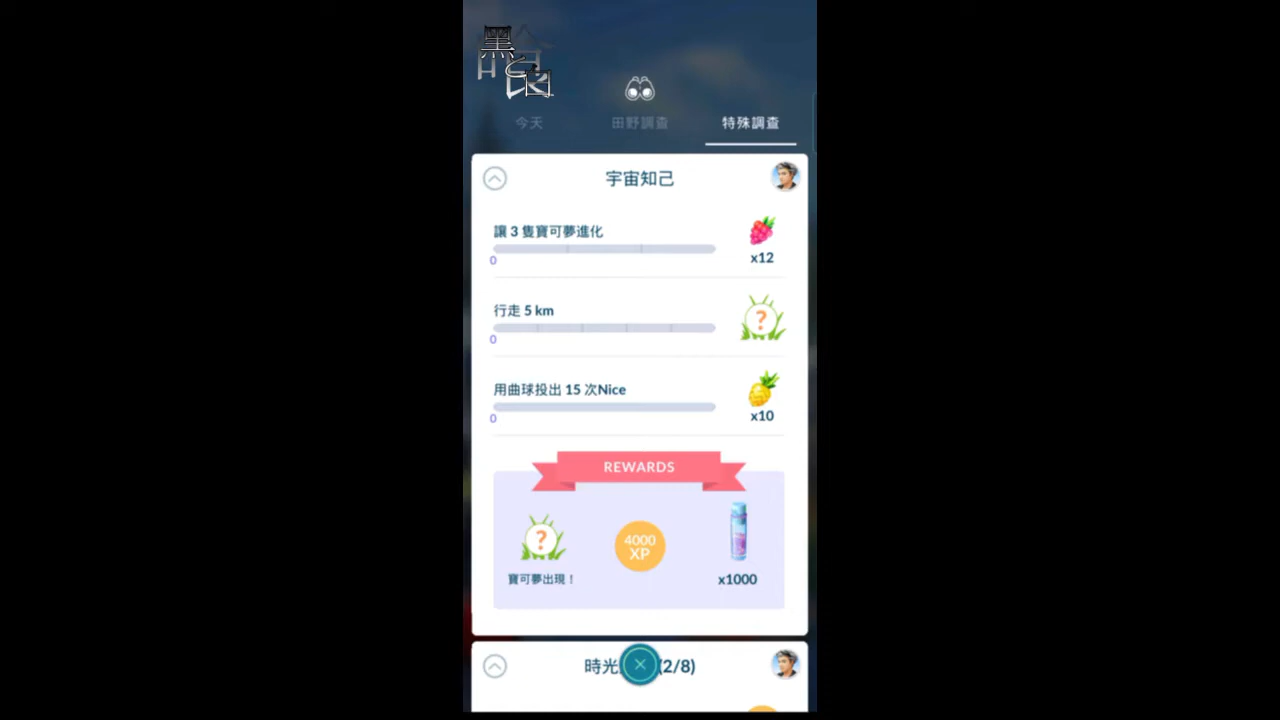 黑
白
今天
田野調查
特殊調查
宇宙知己
讓 3 隻寶可夢進化
0
x12
行走 5 km
0
?
用曲球投出 15 次Nice
0
x10
REWARDS
?
4000
XP
寶可夢出現！
x1000
時光
(2/8)